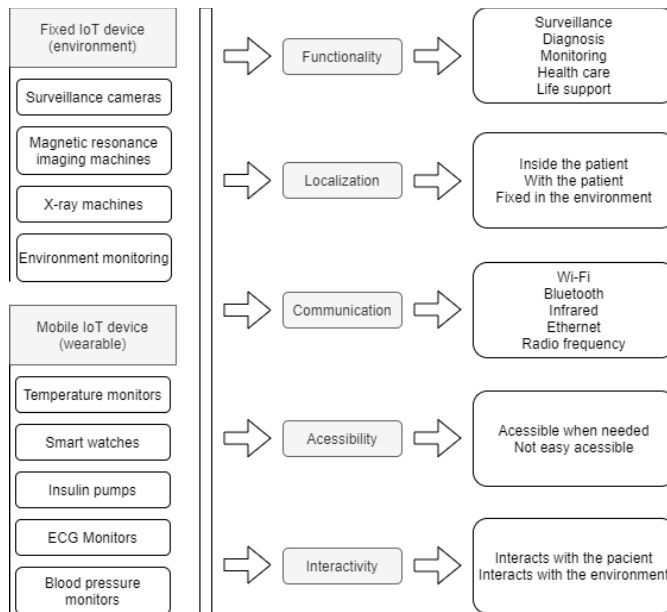 Fixed IoT device
(environment)
Surveillance cameras
Magnetic resonance
imaging machines
X-ray machines
Environment monitoring
Mobile IoT device
(wearable)
Temperature monitors
Smart watches
Insulin pumps
ECG Monitors
Blood pressure
monitors
Functionality
Surveillance
Diagnosis
Monitoring
Health care
Life support
Localization
Inside the patient
With the patient
Fixed in the environment
Communication
Wi-Fi
Bluetooth
Infrared
Ethernet
Radio frequency
Acessibility
Acessible when needed
Not easy acessible
Interactivity
Interacts with the pacient
Interacts with the environment